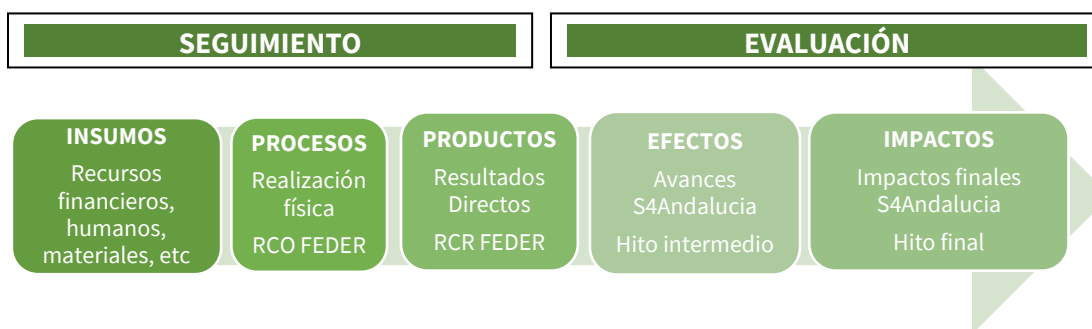 SEGUIMIENTO
EVALUACIÓN
INSUMOS
Recursos
financieros,
humanos,
materiales, etc
PROCESOS
Realización
física
RCO FEDER
PRODUCTOS
Resultados
Directos
RCR FEDER
EFECTOS
Avances
S4Andalucia
Hito intermedio
IMPACTOS
Impactos finales
S4Andalucia
Hito final